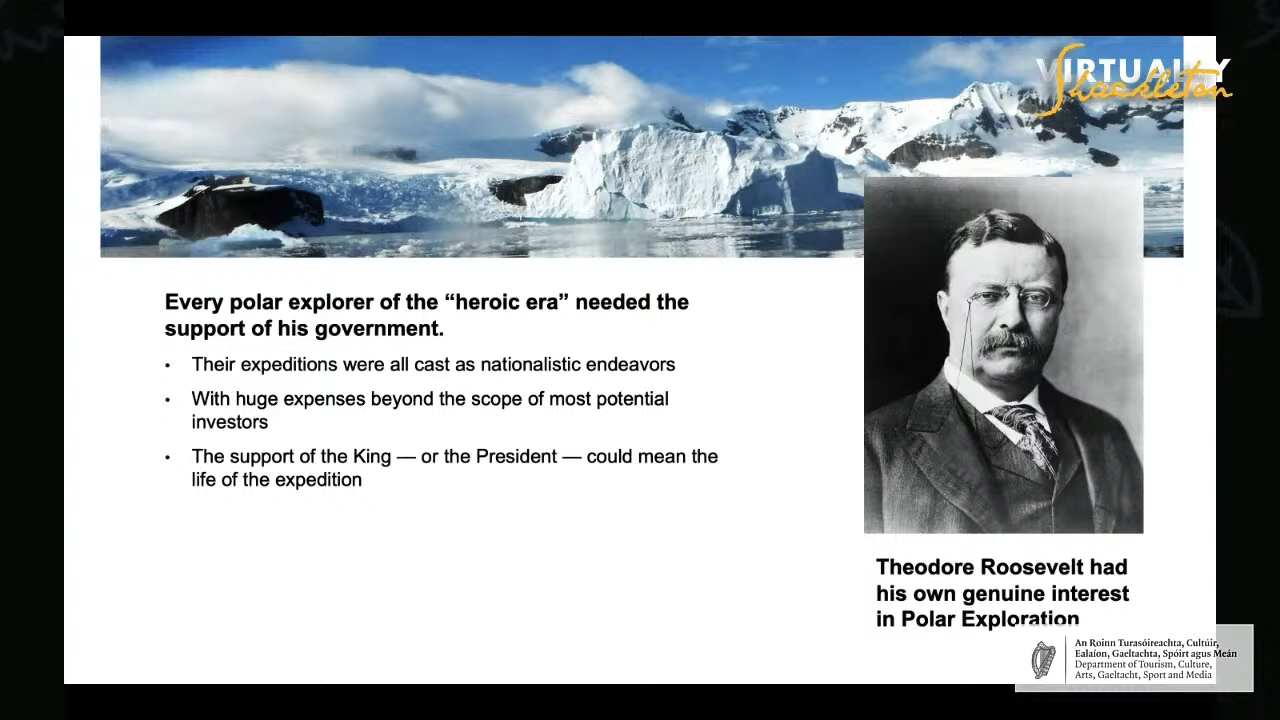 VIRTUALLY
Shackleton
Every polar explorer of the “heroic era” needed the
support of his government.
• Their expeditions were all cast as nationalistic endeavors
• With huge expenses beyond the scope of most potential
investors
• The support of the King — or the President — could mean the
life of the expedition
Theodore Roosevelt had
his own genuine interest
in Polar Exploration
An Roinn Turasóireachta, Cultúir,
Ealaíon, Gaeltachta, Spóirt agus Meán
Department of Tourism, Culture,
Arts, Gaeltacht, Sport and Media